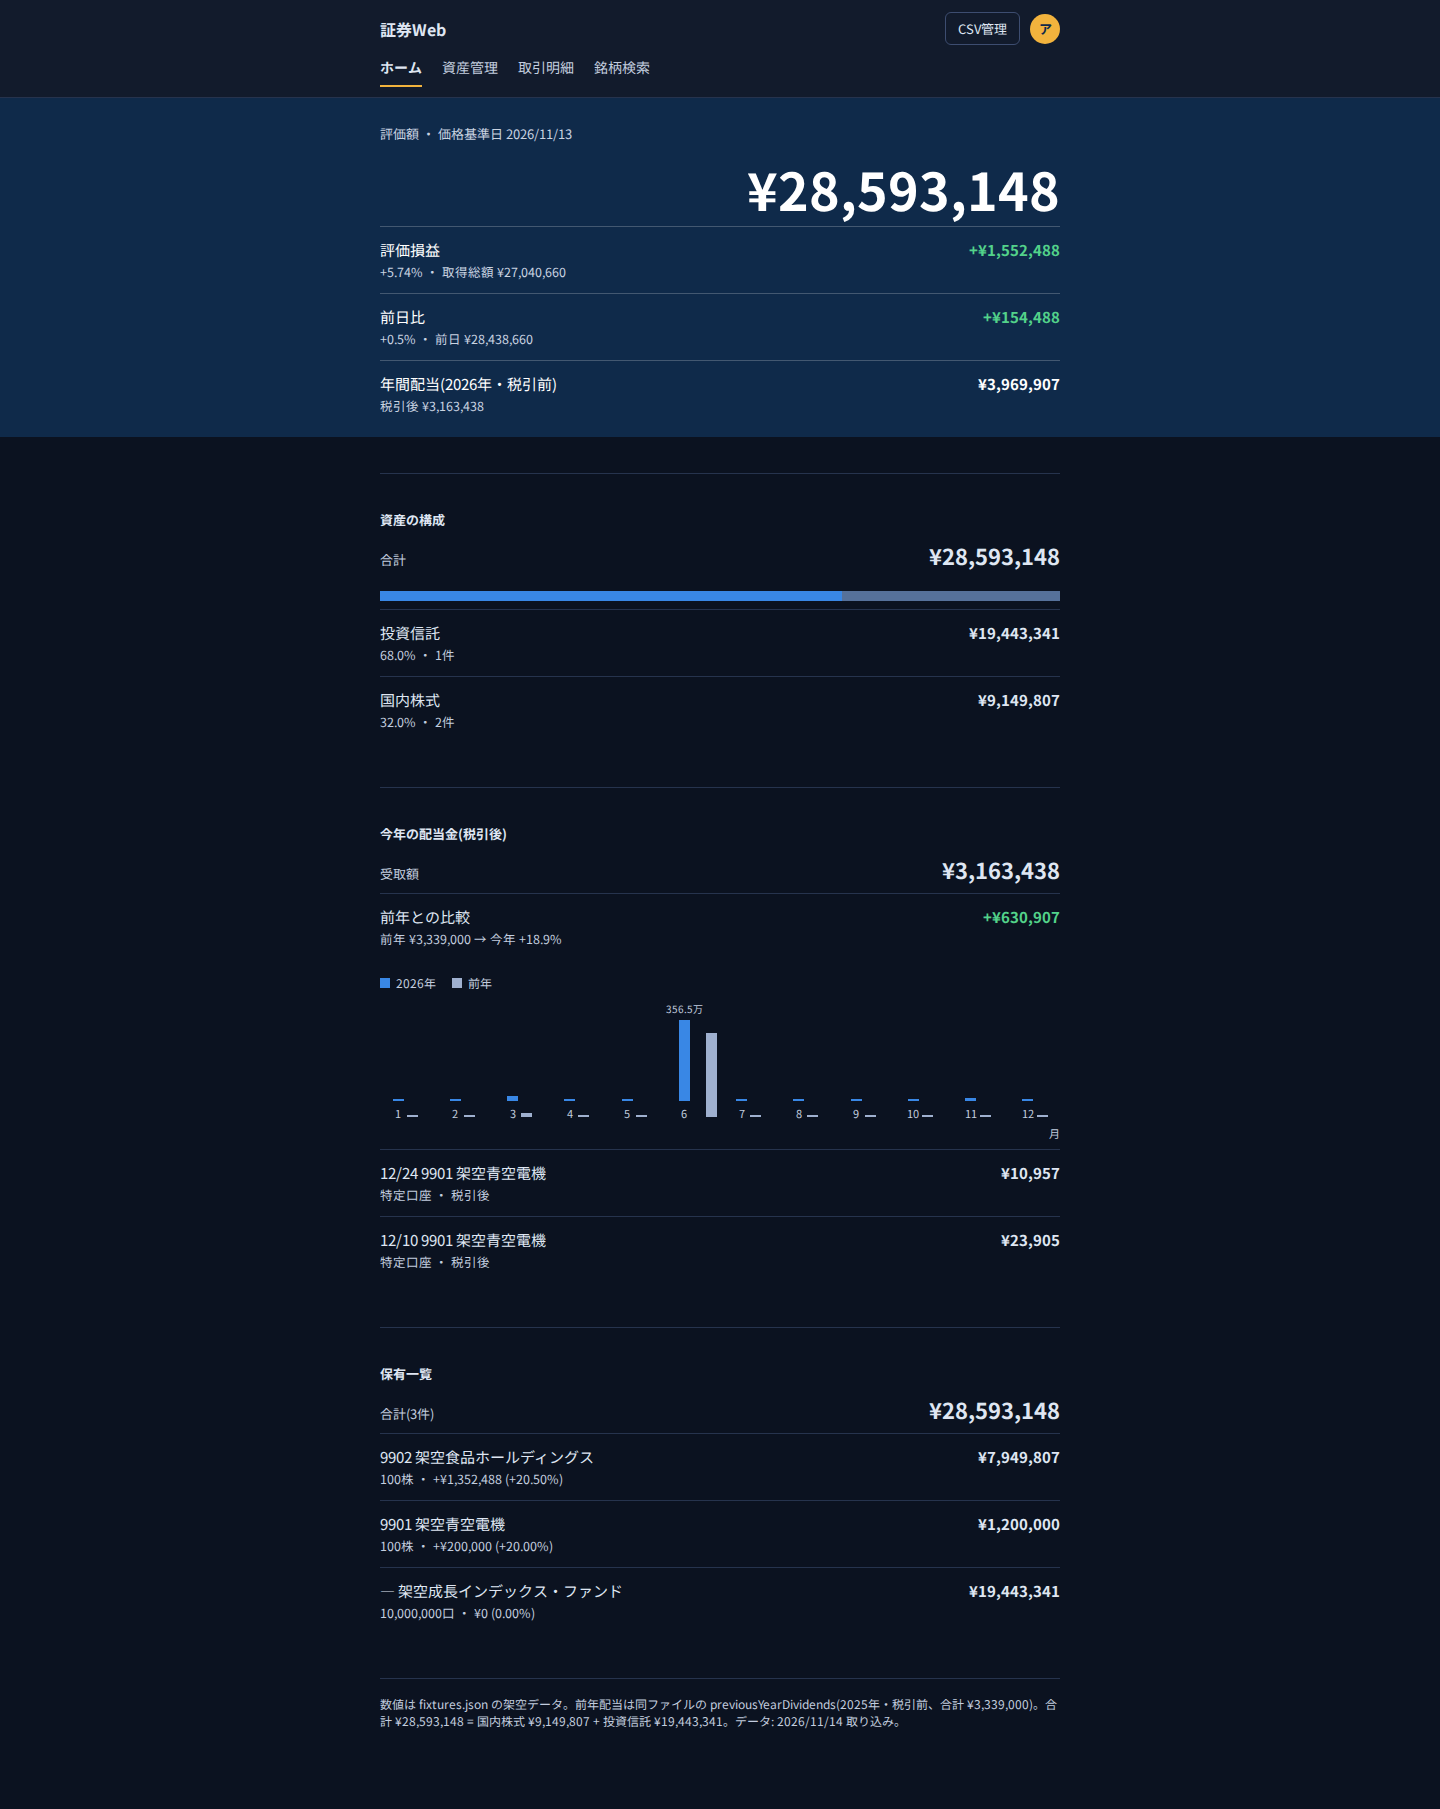 証券Web
CSV管理
ア
ホーム 資産管理 取引明細 銘柄検索
評価額 ・ 価格基準日 2026/11/13
¥28,593,148
評価損益 +¥1,552,488
+5.74% ・ 取得総額 ¥27,040,660
前日比 +¥154,488
+0.5% ・ 前日 ¥28,438,660
年間配当(2026年・税引前) ¥3,969,907
税引後 ¥3,163,438
資産の構成
合計 ¥28,593,148
投資信託 ¥19,443,341
68.0% ・ 1件
国内株式 ¥9,149,807
32.0% ・ 2件
今年の配当金(税引後)
受取額 ¥3,163,438
前年との比較 +¥630,907
前年 ¥3,339,000 → 今年 +18.9%
2026年 前年
356.5万
1 2 3 4 5 6 7 8 9 10 11 12
月
12/24 9901 架空青空電機 ¥10,957
特定口座 ・ 税引後
12/10 9901 架空青空電機 ¥23,905
特定口座 ・ 税引後
保有一覧
合計(3件) ¥28,593,148
9902 架空食品ホールディングス ¥7,949,807
100株 ・ +¥1,352,488 (+20.50%)
9901 架空青空電機 ¥1,200,000
100株 ・ +¥200,000 (+20.00%)
— 架空成長インデックス・ファンド ¥19,443,341
10,000,000口 ・ ¥0 (0.00%)
数値は fixtures.json の架空データ。前年配当は同ファイルの previousYearDividends(2025年・税引前、合計 ¥3,339,000)。合
計 ¥28,593,148 = 国内株式 ¥9,149,807 + 投資信託 ¥19,443,341。データ: 2026/11/14 取り込み。